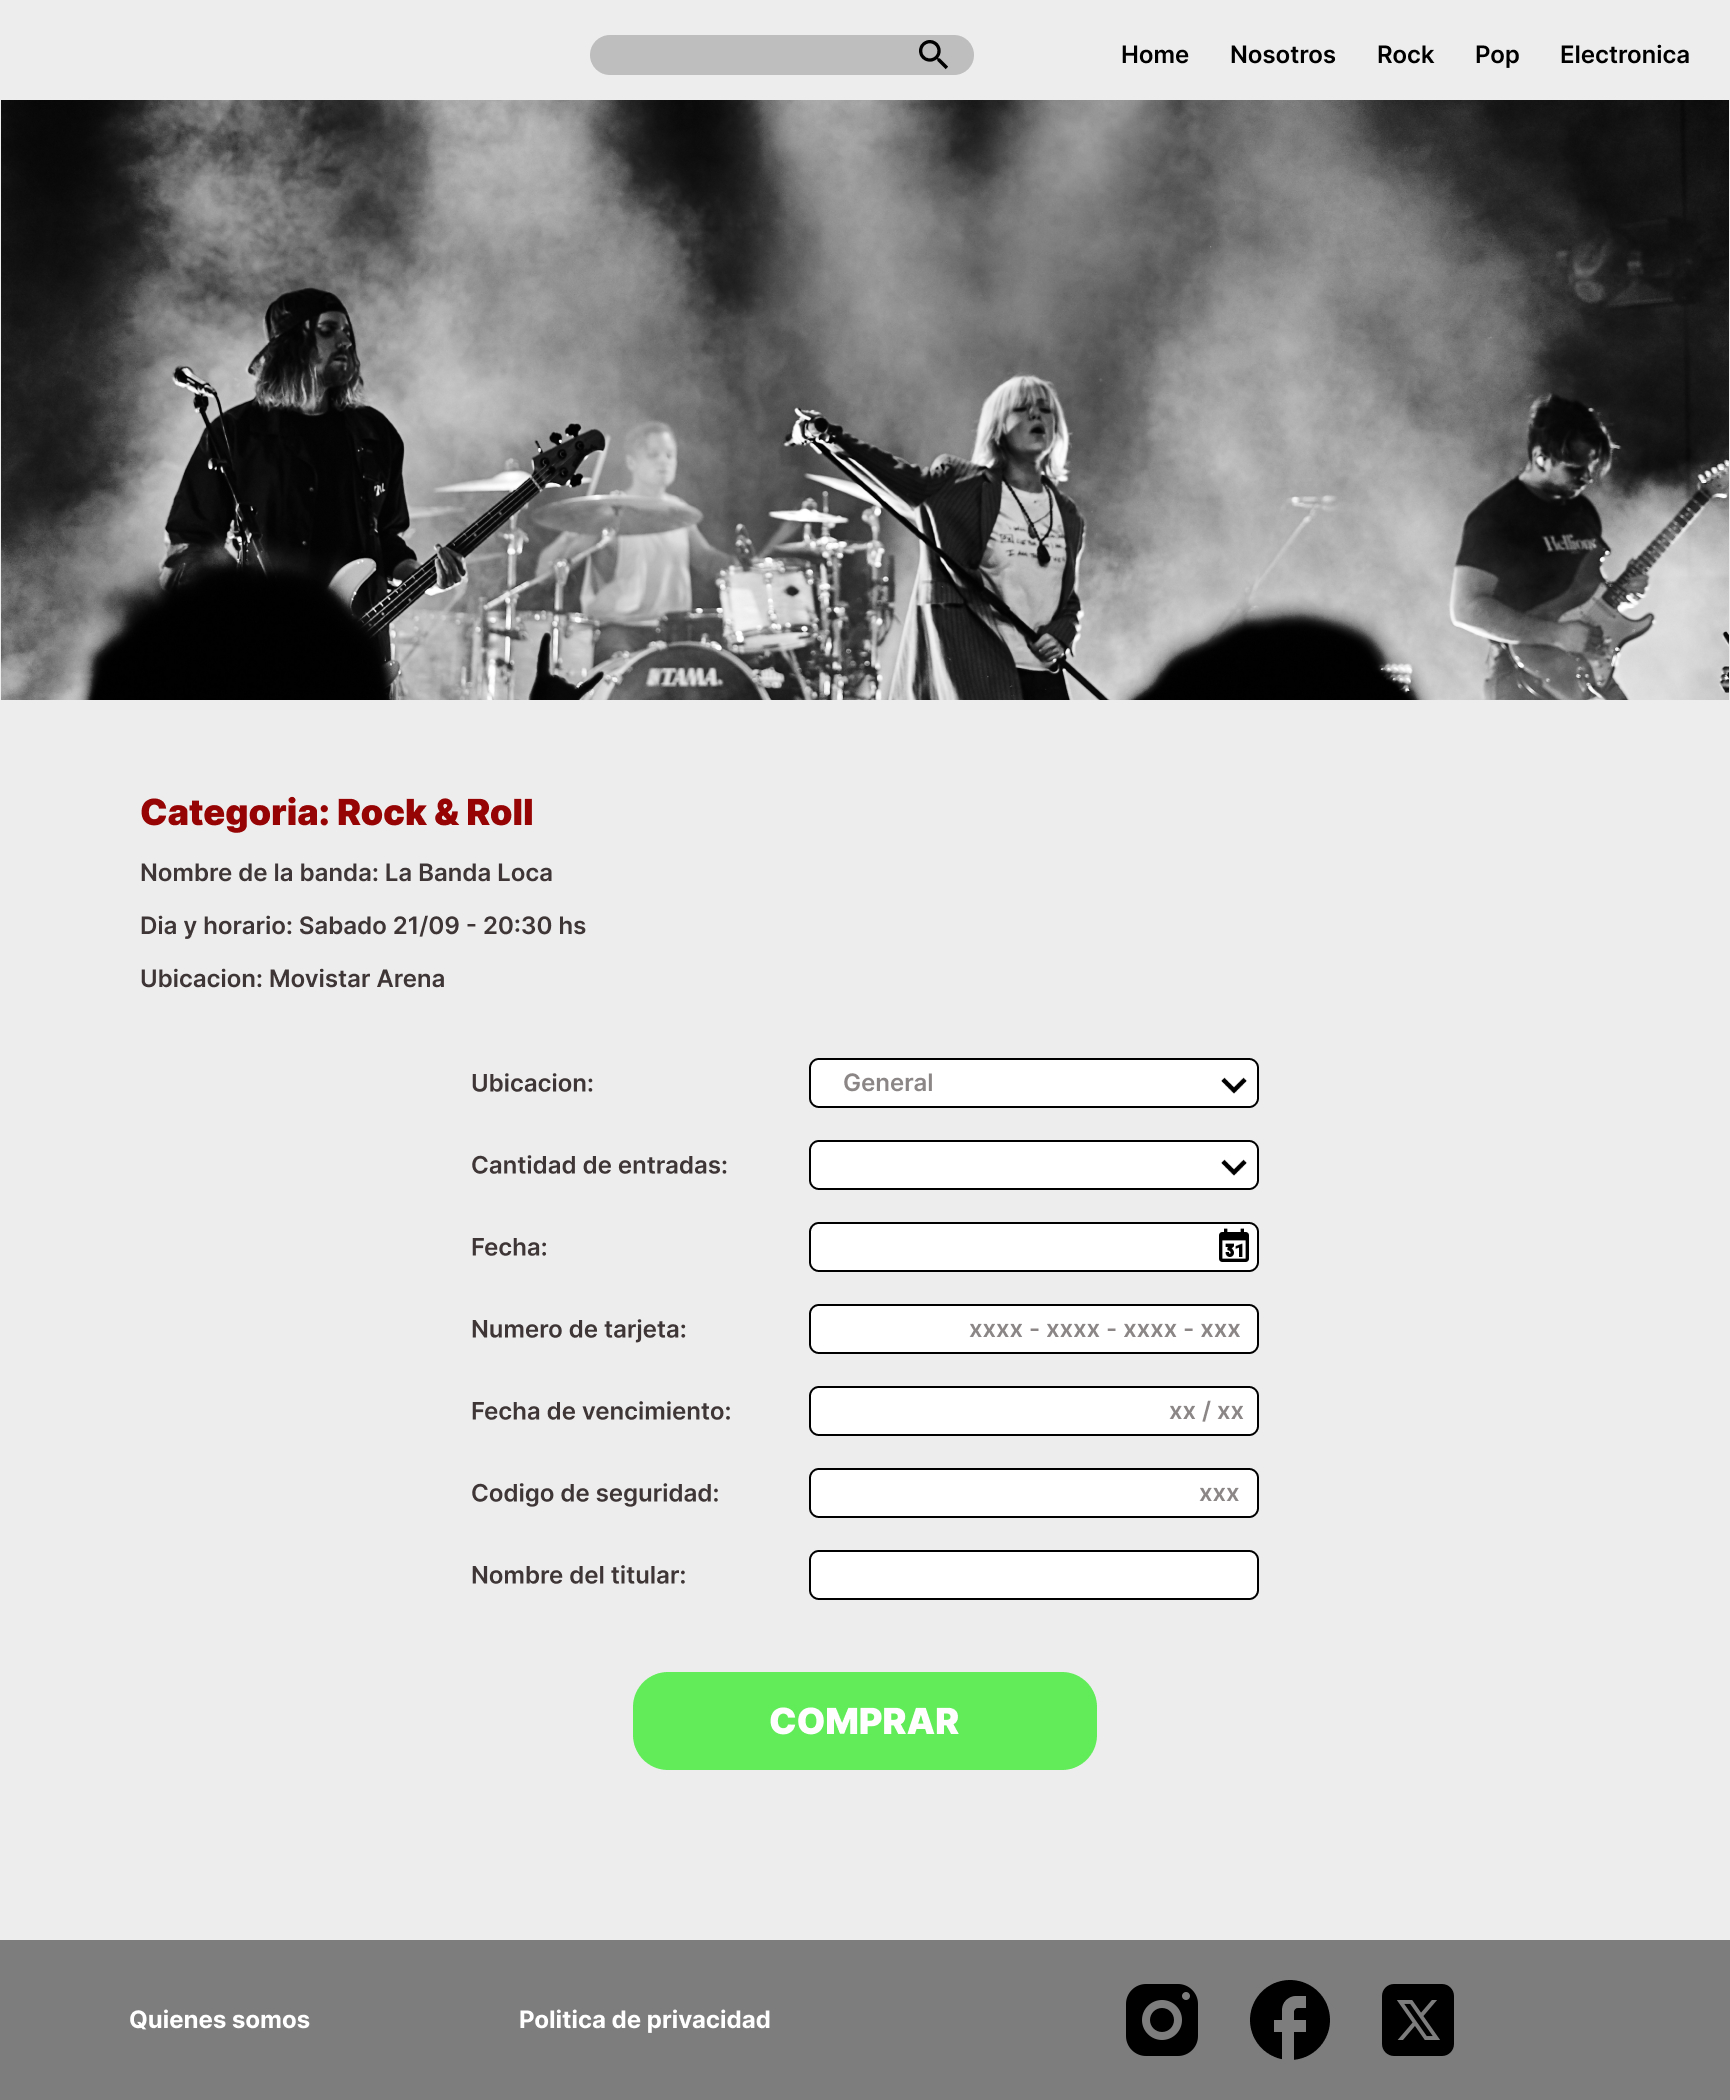 Home Nosotros Rock Pop Electronica
Hellions
TAMA
Categoria: Rock & Roll
Nombre de la banda: La Banda Loca
Dia y horario: Sabado 21/09 - 20:30 hs
Ubicacion: Movistar Arena
Ubicacion: General
Cantidad de entradas:
Fecha: 31
Numero de tarjeta: xxxx - xxxx - xxxx - xxx
Fecha de vencimiento: xx / xx
Codigo de seguridad: xxx
Nombre del titular:
COMPRAR
Quienes somos Politica de privacidad